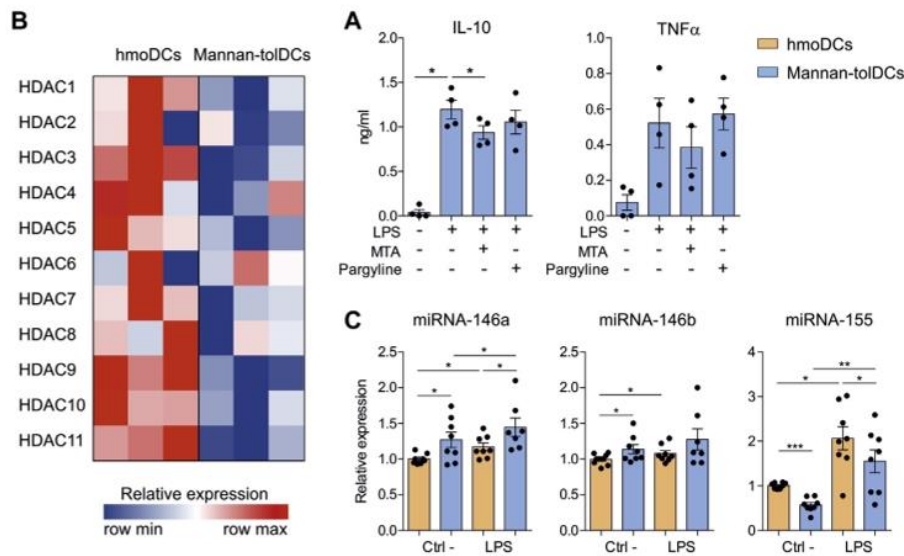 B
hmoDCs Mannan-tolDCs
HDAC1
HDAC2
HDAC3
HDAC4
HDAC5
HDAC6
HDAC7
HDAC8
HDAC9
HDAC10
HDAC11
Relative expression
row min row max
A
IL-10
ng/ml
2.0
1.5
1.0
0.5
0.0
* *
LPS - + + +
MTA - - + -
Pargyline - - - +
TNFα
1.0
0.8
0.6
0.4
0.2
0.0
- + + +
- - + -
- - - +
hmoDCs
Mannan-tolDCs
C
miRNA-146a
Relative expression
2.5
2.0
1.5
1.0
0.5
0.0
*
*
* *
Ctrl - LPS
miRNA-146b
2.5
2.0
1.5
1.0
0.5
0.0
*
*
Ctrl - LPS
miRNA-155
4
3
2
1
0
**
* *
***
Ctrl - LPS